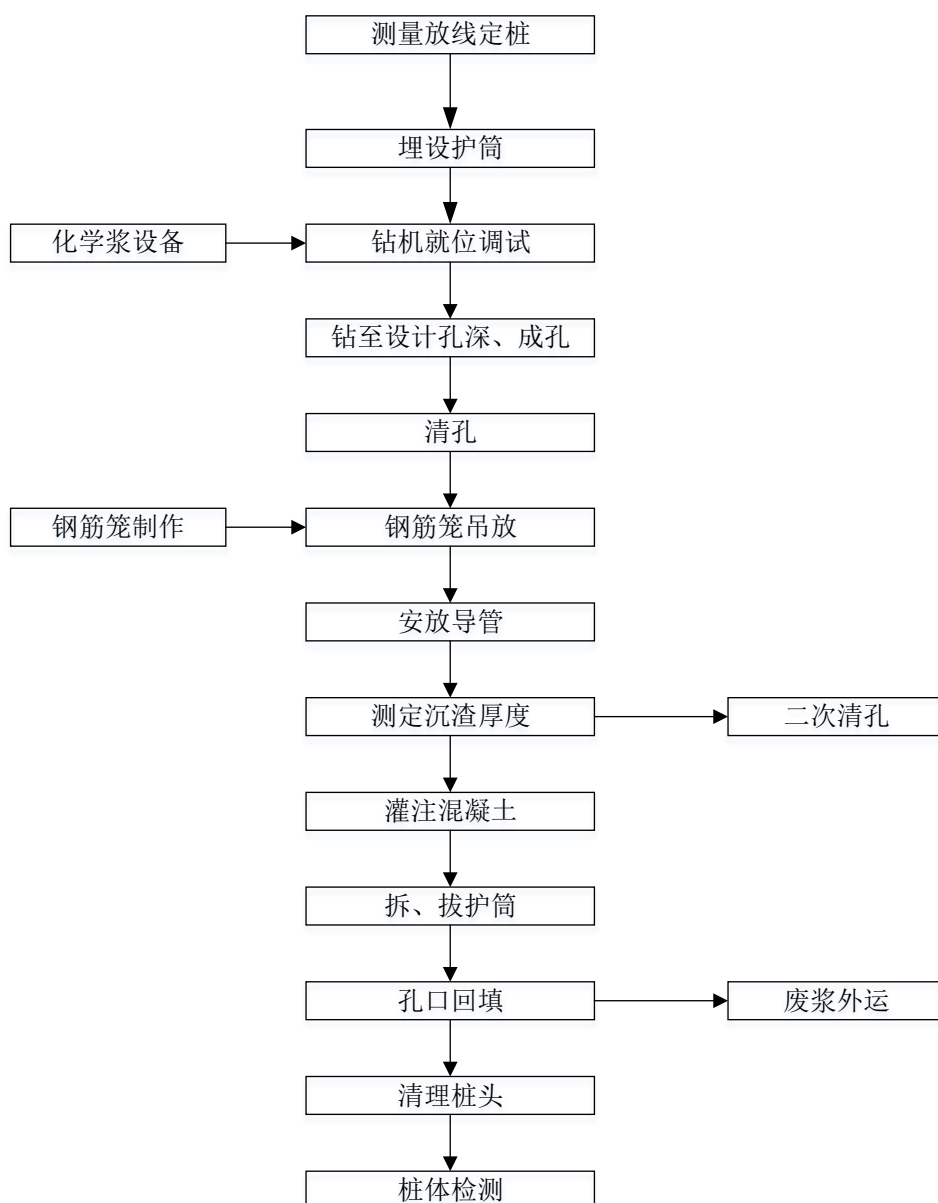 测量放线定桩
埋设护筒
化学浆设备
钻机就位调试
钻至设计孔深、成孔
清孔
钢筋笼制作
钢筋笼吊放
安放导管
测定沉渣厚度
二次清孔
灌注混凝土
拆、拔护筒
孔口回填
废浆外运
清理桩头
桩体检测